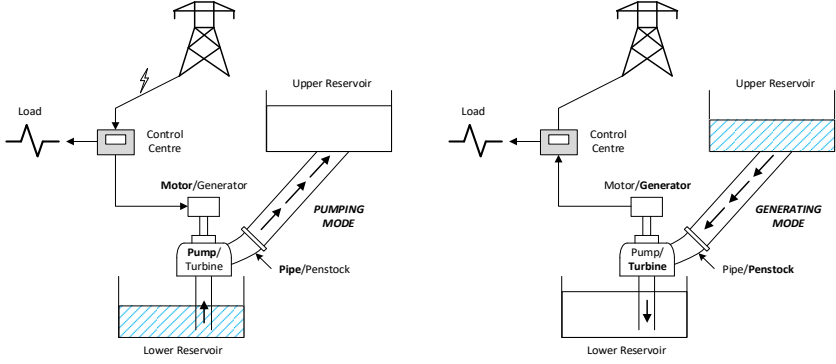 Upper Reservoir
Load
Control
Centre
Motor/Generator
PUMPING
MODE
Pump/
Turbine
Pipe/Penstock
Lower Reservoir
Upper Reservoir
Load
Control
Centre
Motor/Generator
GENERATING
MODE
Pump/
Turbine
Pipe/Penstock
Lower Reservoir